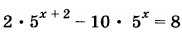 2 · 5^{x + 2} − 10 · 5^x = 8